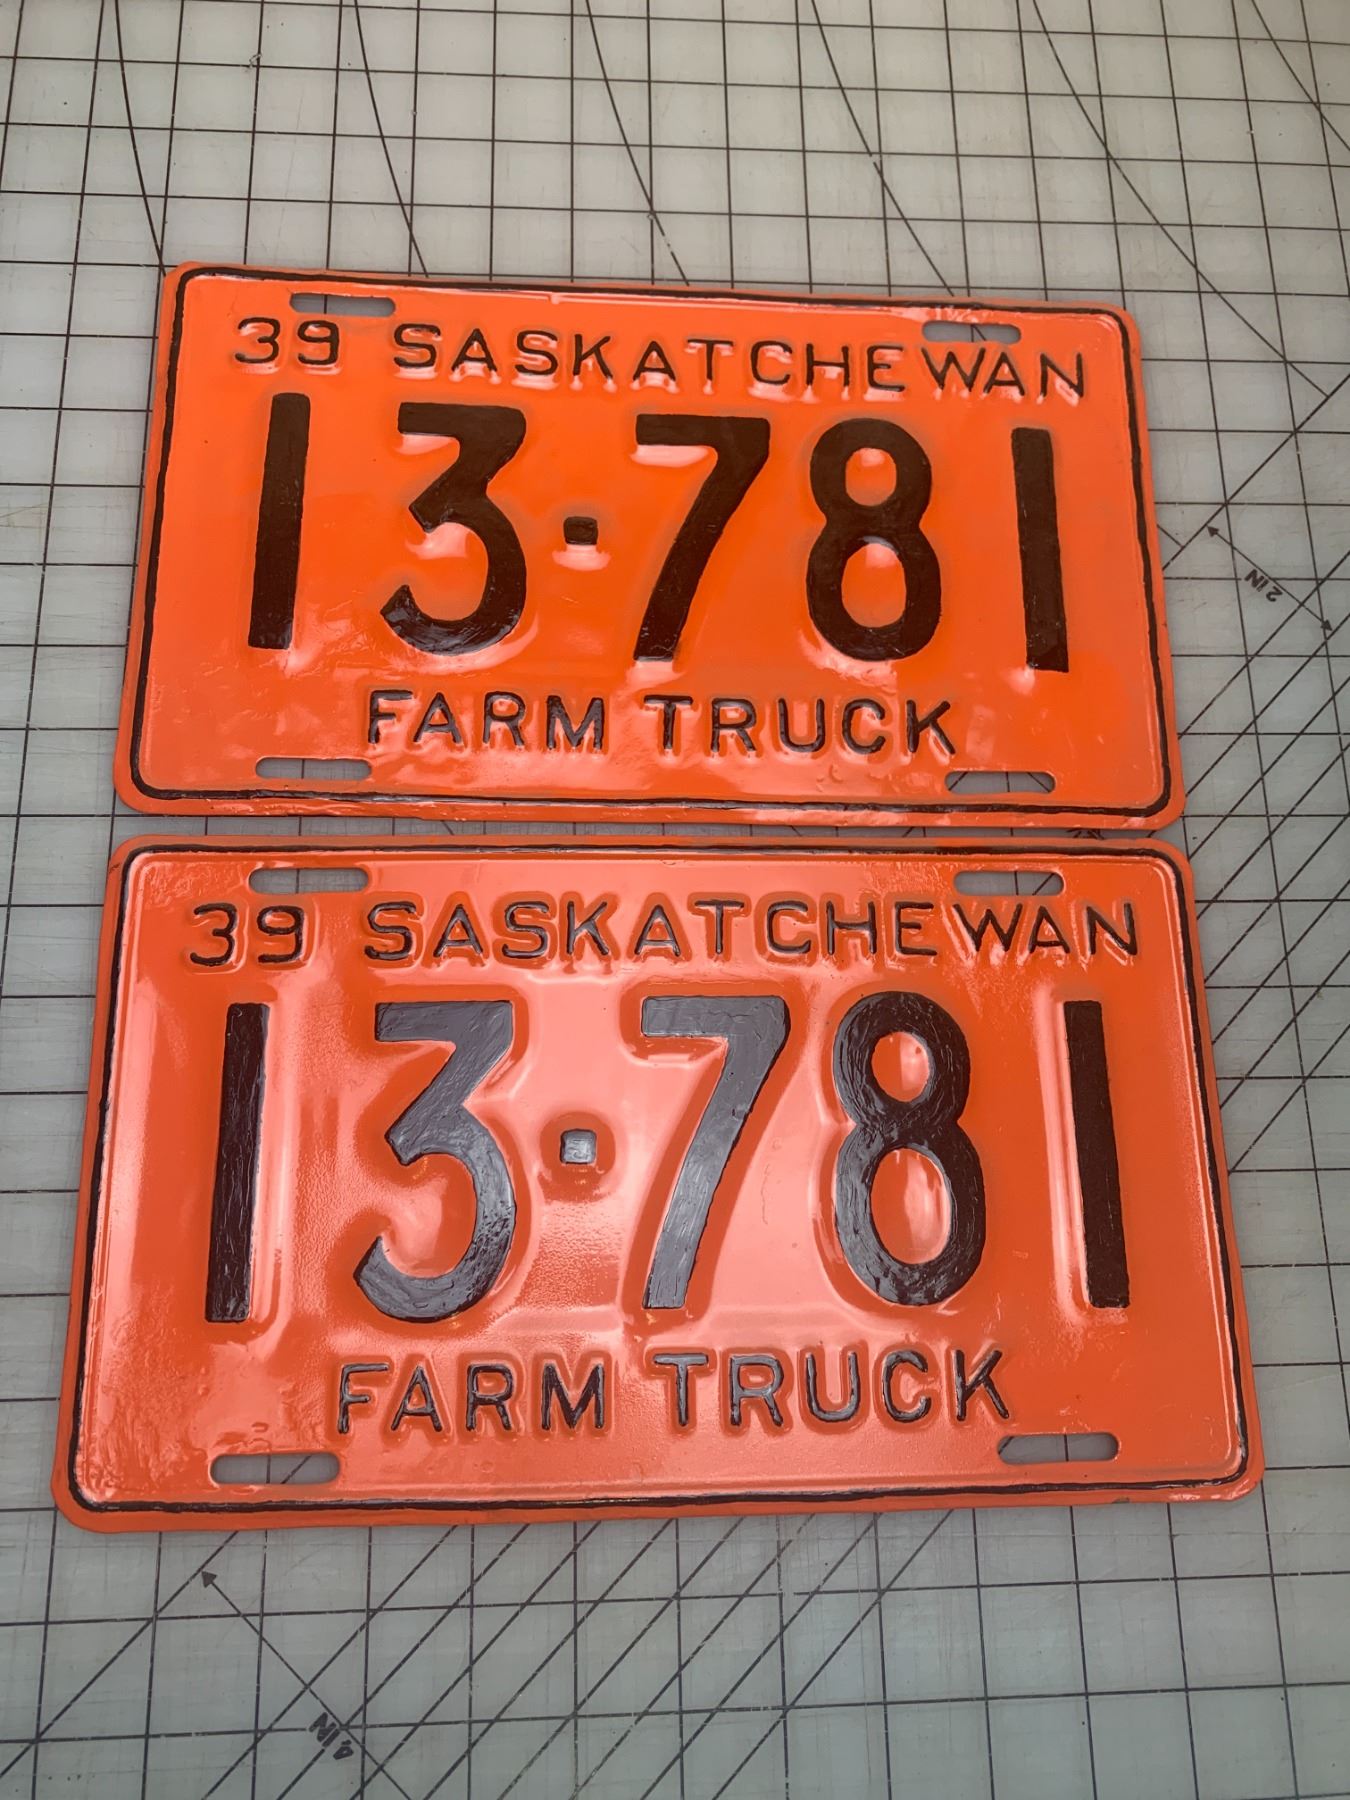 39 SASKATCHEWAN
13·781
FARM TRUCK
2 IN
39 SASKATCHEWAN
13·781
FARM TRUCK
4 IN